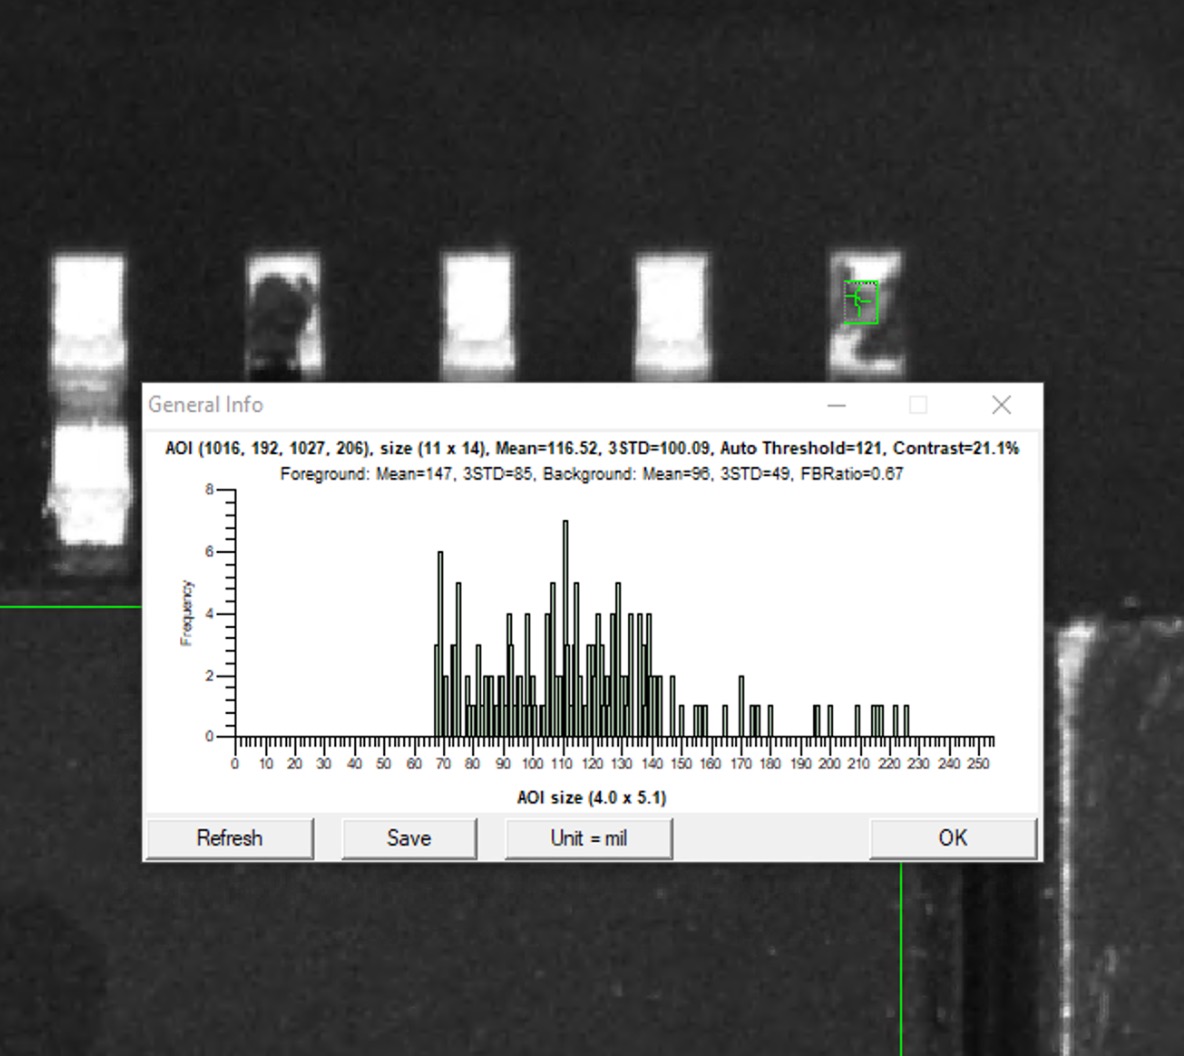 General Info
AOI (1016, 192, 1027, 206), size (11 x 14), Mean=116.52, 3STD=100.09, Auto Threshold=121, Contrast=21.1%
Foreground: Mean=147, 3STD=85, Background: Mean=96, 3STD=49, FBRatio=0.67
8
6
4
2
0
Frequency
0 10 20 30 40 50 60 70 80 90 100 110 120 130 140 150 160 170 180 190 200 210 220 230 240 250
AOI size (4.0 x 5.1)
Refresh Save Unit = mil OK